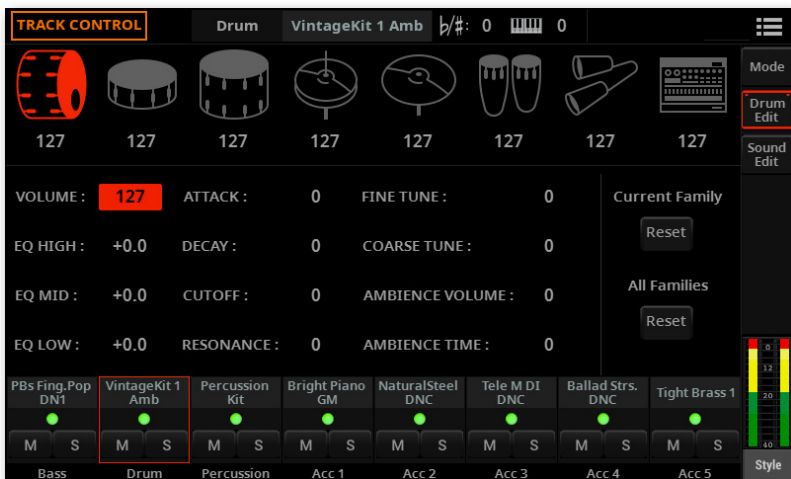 TRACK CONTROL Drum VintageKit 1 Amb b/#: 0 0
Mode
Drum
Edit
Sound
Edit
127 127 127 127 127 127 127 127
VOLUME : 127 ATTACK : 0 FINE TUNE : 0 Current Family
Reset
EQ HIGH : +0.0 DECAY : 0 COARSE TUNE : 0
All Families
EQ MID : +0.0 CUTOFF : 0 AMBIENCE VOLUME : 0
Reset
EQ LOW : +0.0 RESONANCE : 0 AMBIENCE TIME : 0
0
12
20
40
PBs Fing.Pop
DN1
VintageKit 1
Amb
Percussion
Kit
Bright Piano
GM
NaturalSteel
DNC
Tele M DI
DNC
Ballad Strs.
DNC
Tight Brass 1
M S M S M S M S M S M S M S M S
Bass Drum Percussion Acc 1 Acc 2 Acc 3 Acc 4 Acc 5
Style